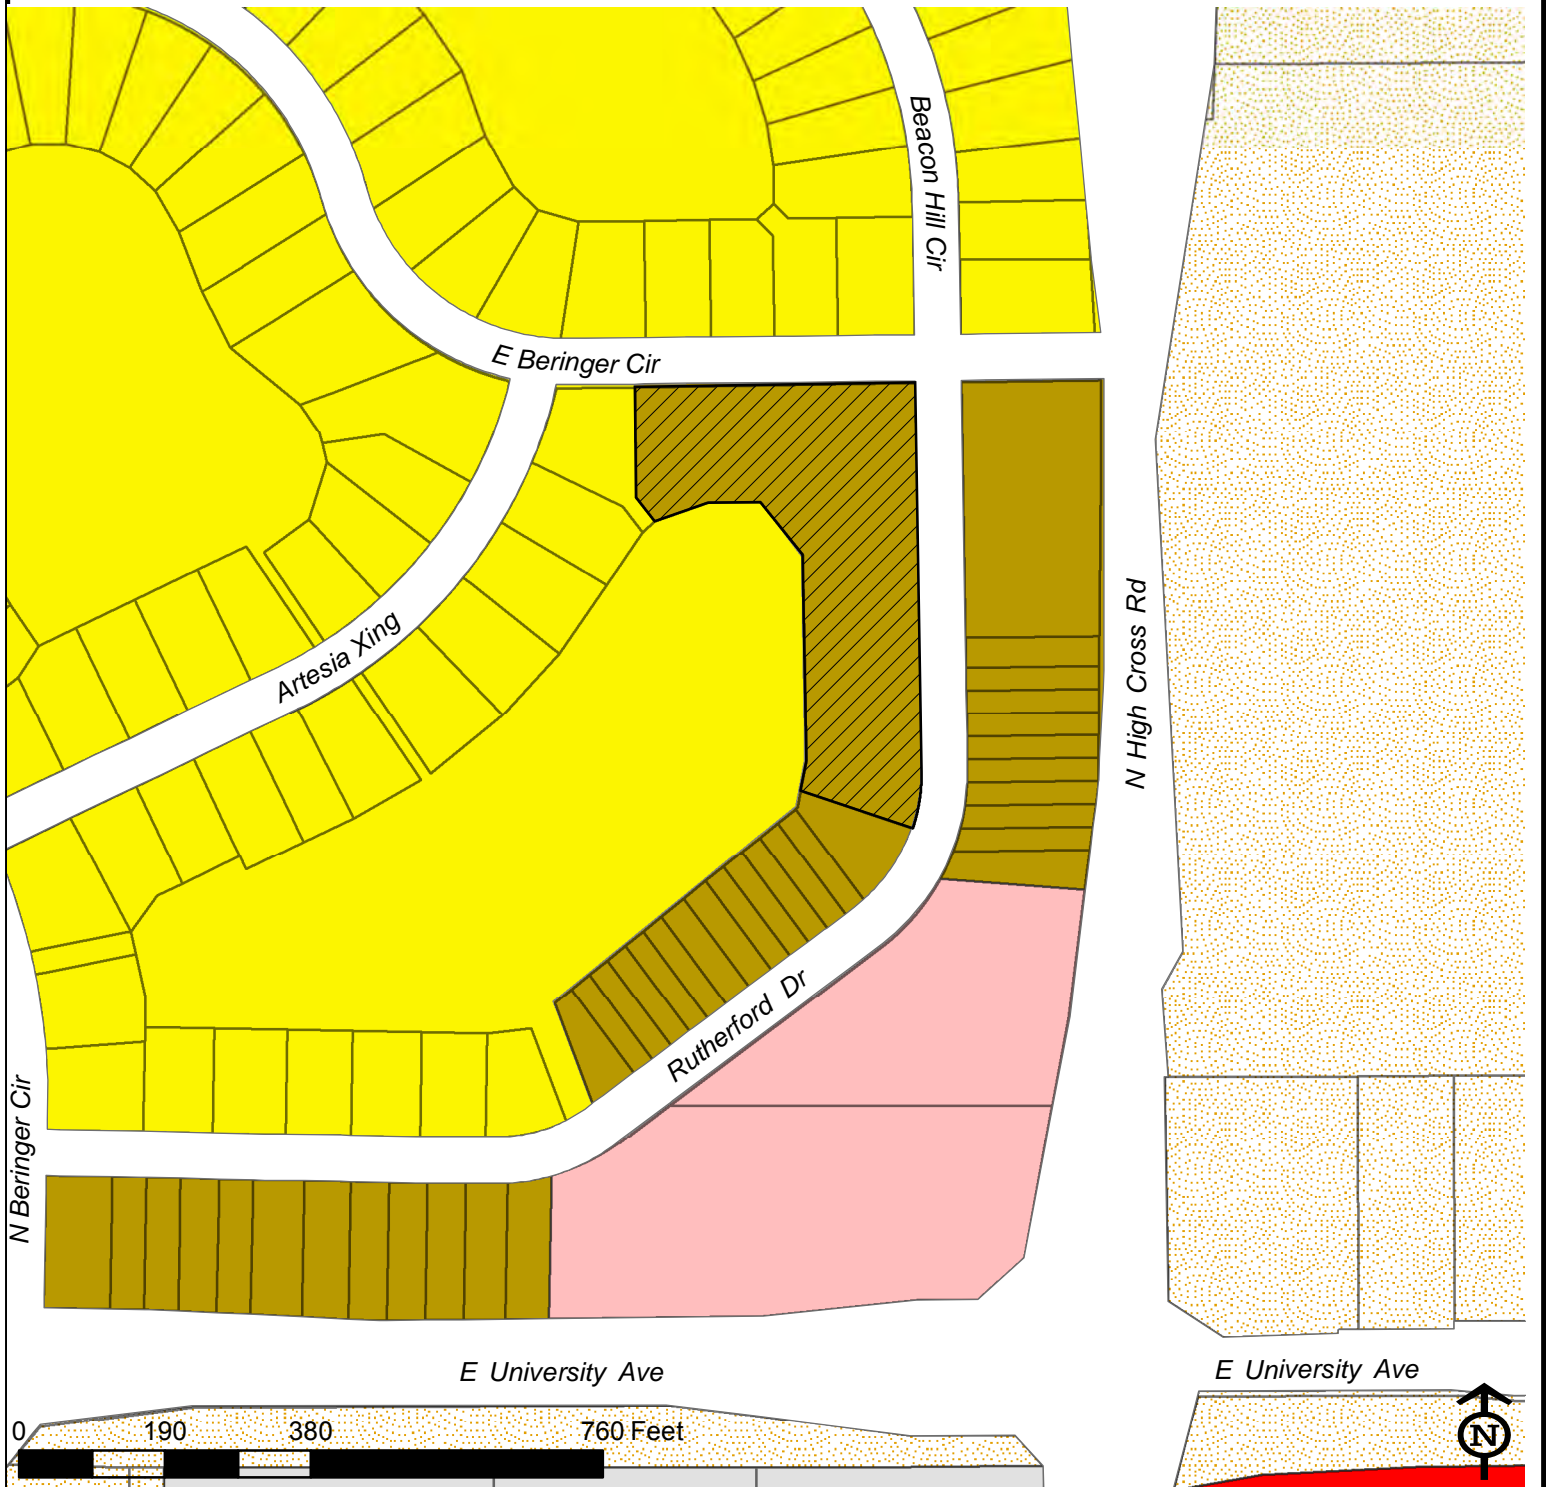 Beacon Hill Cir
E Beringer Cir
Artesia Xing
N High Cross Rd
Rutherford Dr
N Beringer Cir
E University Ave
E University Ave
0 190 380 760 Feet
N